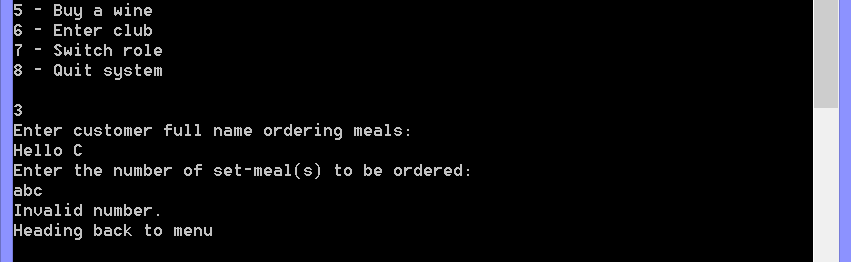 5 - Buy a wine
6 - Enter club
7 - Switch role
8 - Quit system
3
Enter customer full name ordering meals:
Hello C
Enter the number of set-meal(s) to be ordered:
abc
Invalid number.
Heading back to menu